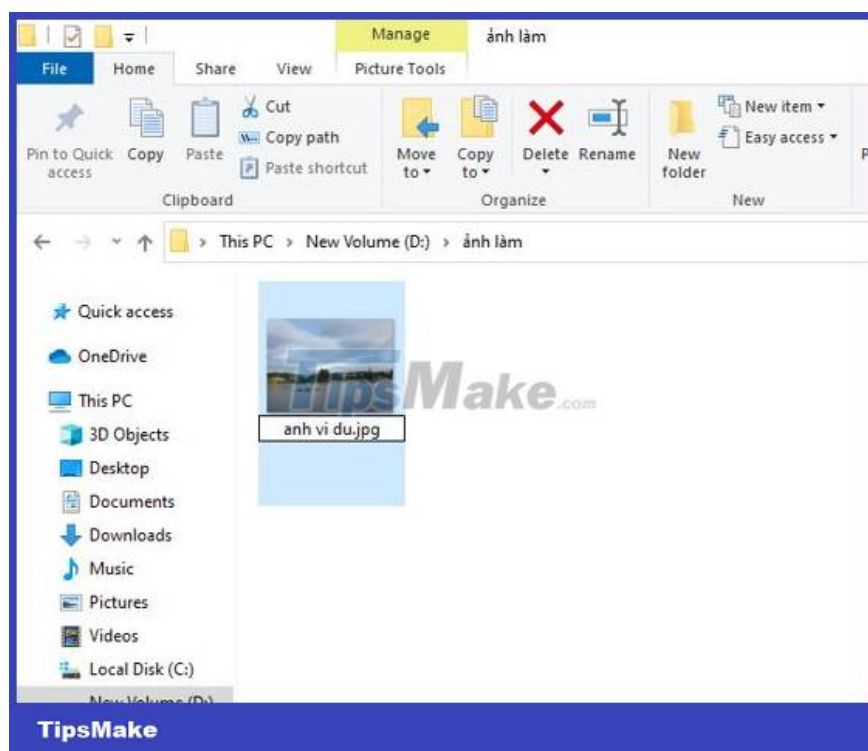 Manage
ảnh làm
File
Home
Share
View
Picture Tools
Pin to Quick access
Copy
Paste
Cut
Copy path
Paste shortcut
Clipboard
Move to
Copy to
Delete
Rename
Organize
New folder
New item
Easy access
New
P
This PC > New Volume (D:) > ảnh làm
Quick access
OneDrive
This PC
3D Objects
Desktop
Documents
Downloads
Music
Pictures
Videos
Local Disk (C:)
New Volume (D:)
TipsMake.com
anh vi du.jpg
TipsMake